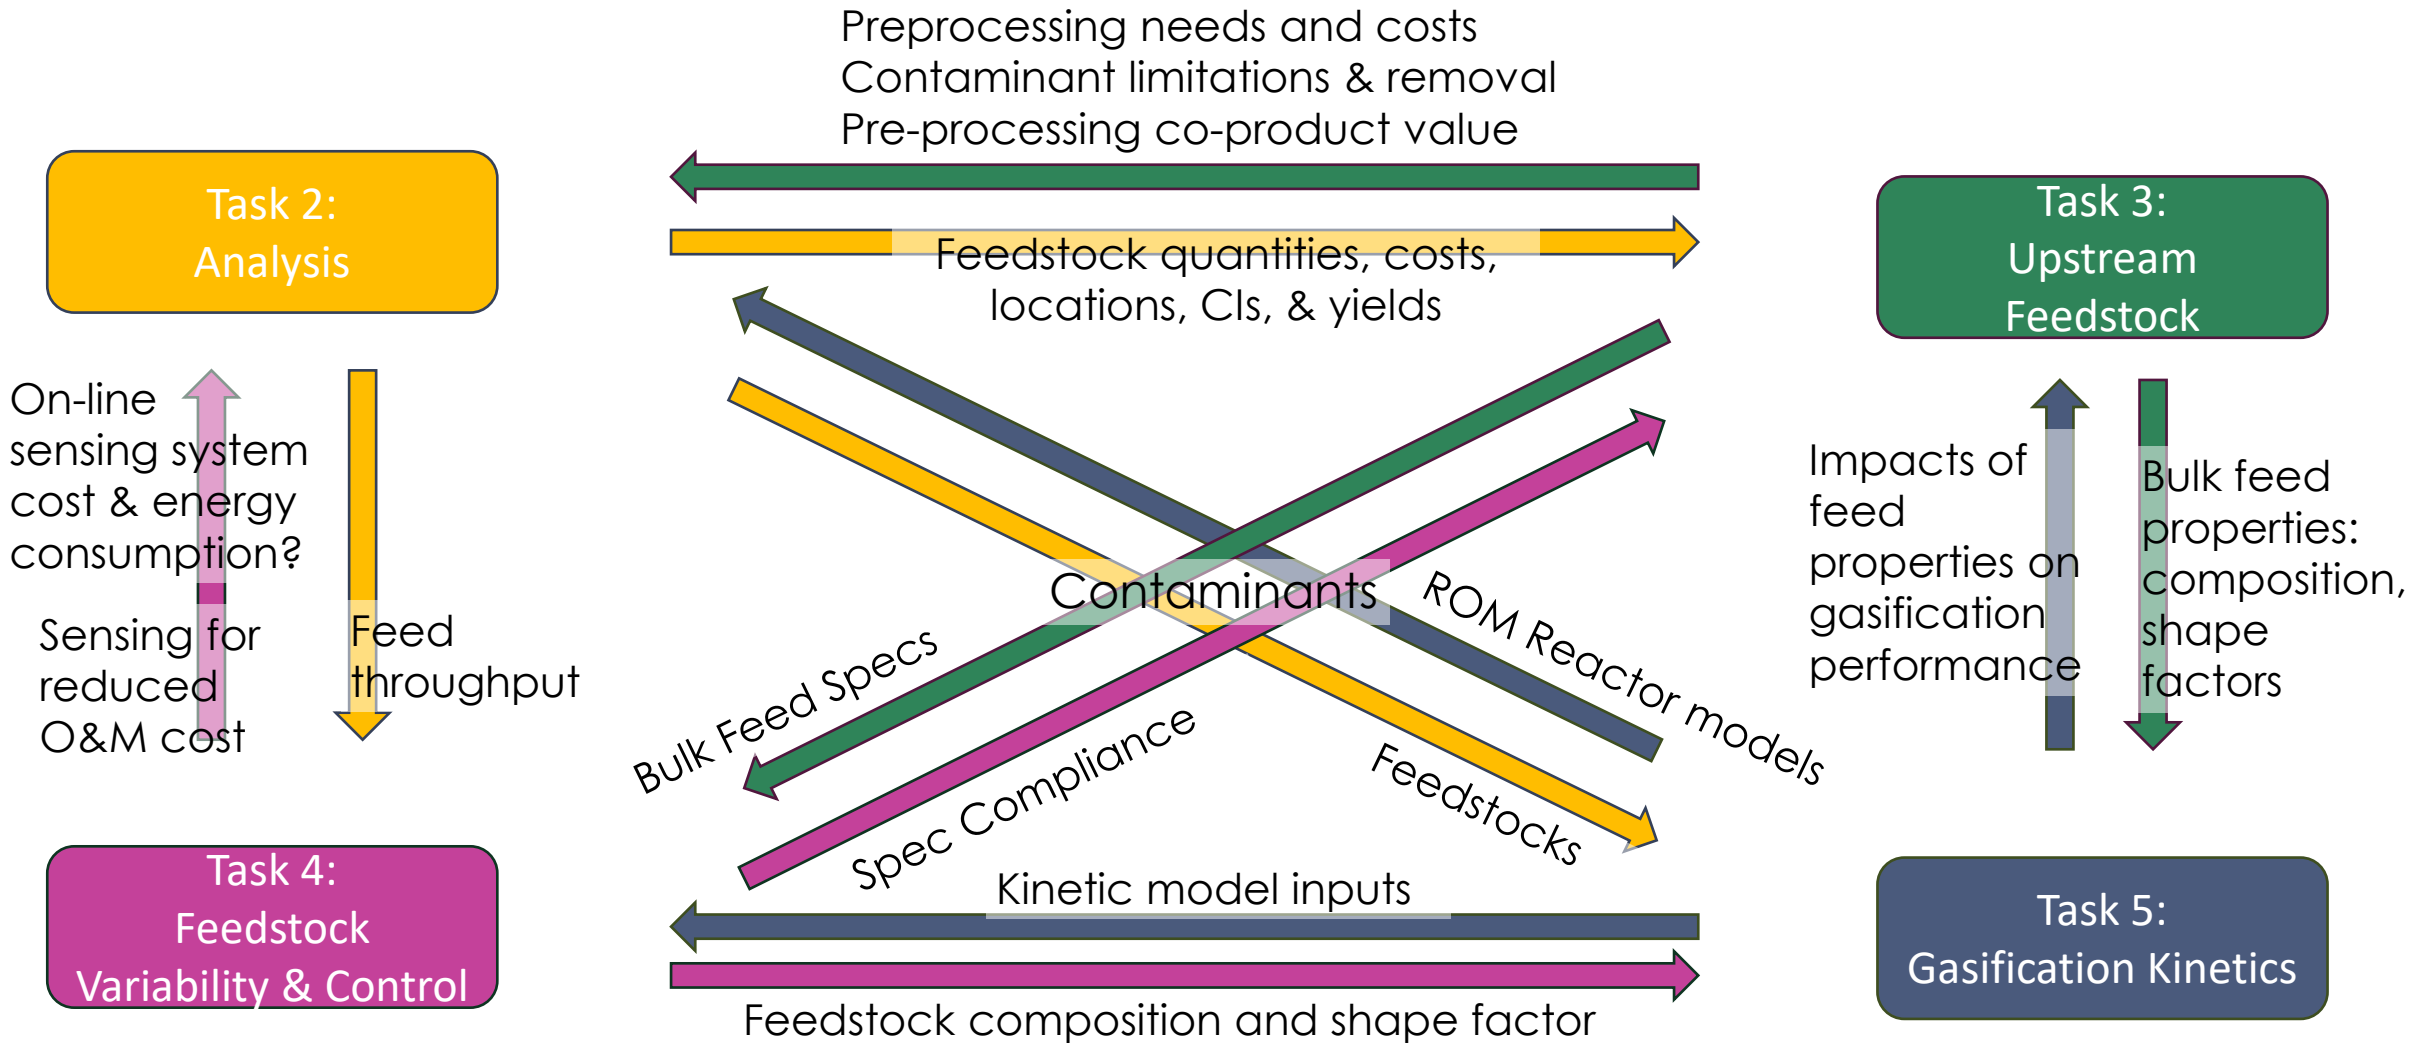 Preprocessing needs and costs
Contaminant limitations & removal
Pre-processing co-product value
Task 2:
Analysis
Task 3:
Upstream
Feedstock
Feedstock quantities, costs,
locations, CIs, & yields
On-line
sensing system
cost & energy
consumption?
Sensing for
reduced
O&M cost
Feed
throughput
Contaminants
Bulk Feed Specs
Spec Compliance
ROM Reactor models
Feedstocks
Impacts of
feed
properties on
gasification
performance
Bulk feed
properties:
composition,
shape
factors
Task 4:
Feedstock
Variability & Control
Kinetic model inputs
Feedstock composition and shape factor
Task 5:
Gasification Kinetics